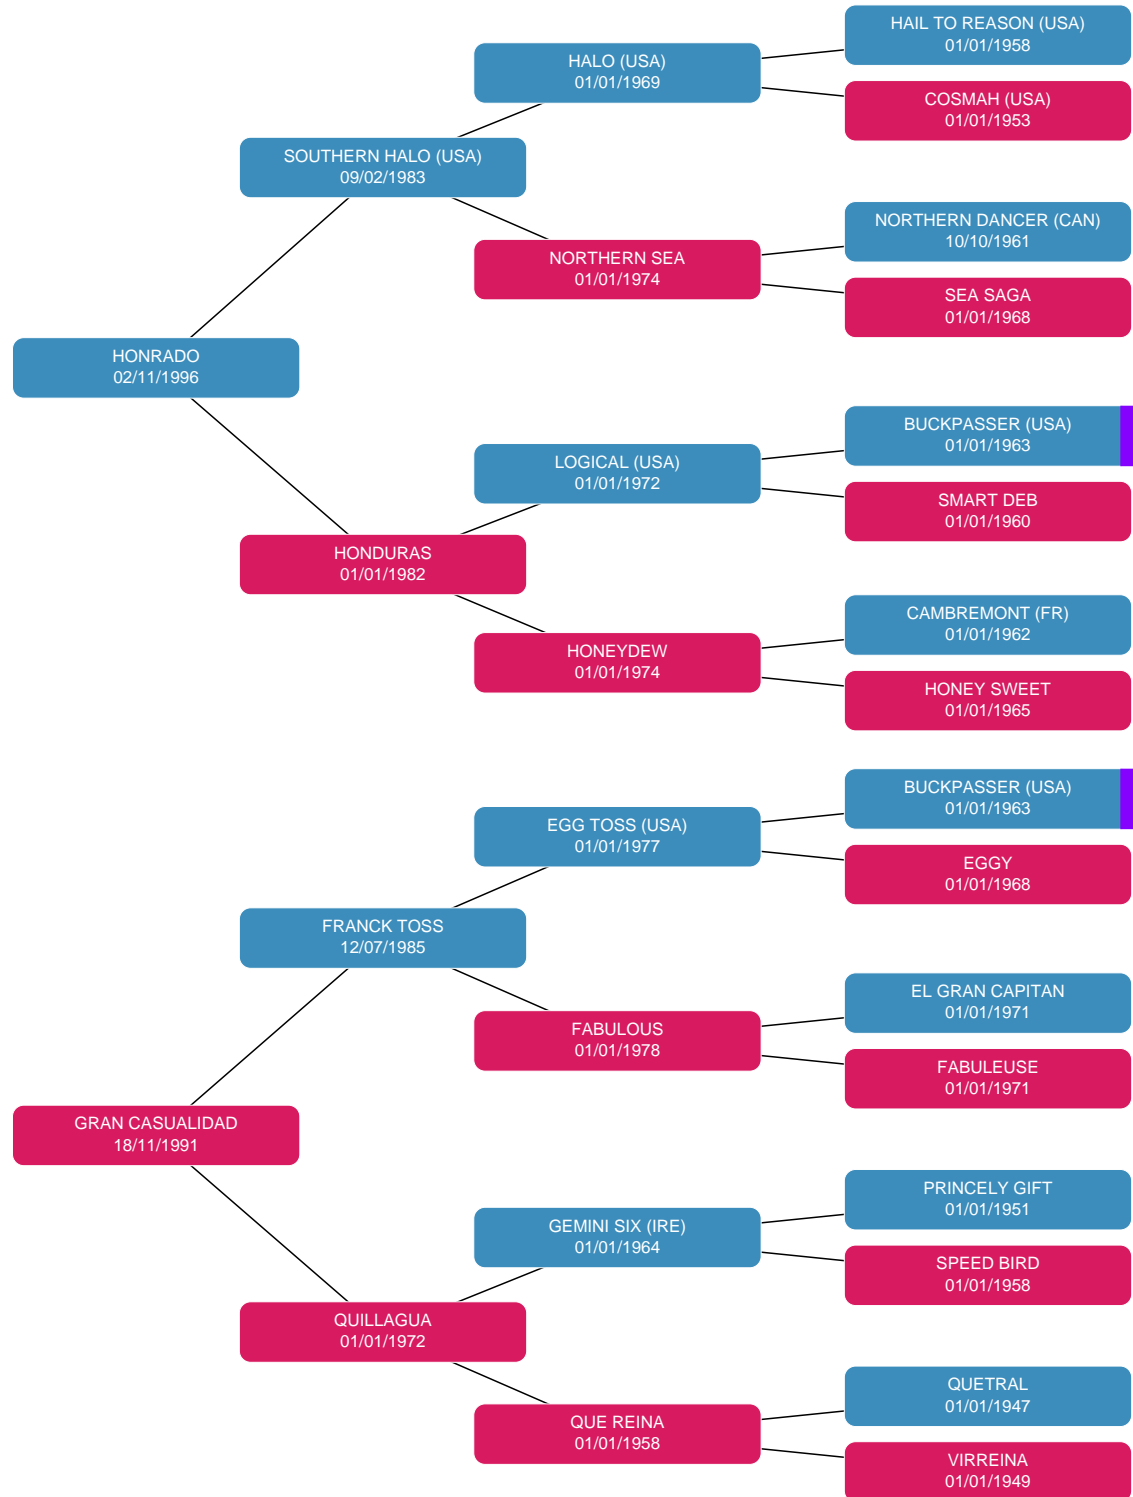 HAIL TO REASON (USA)
01/01/1958
HALO (USA)
01/01/1969
COSMAH (USA)
01/01/1953
SOUTHERN HALO (USA)
09/02/1983
NORTHERN DANCER (CAN)
10/10/1961
NORTHERN SEA
01/01/1974
SEA SAGA
01/01/1968
HONRADO
02/11/1996
BUCKPASSER (USA)
01/01/1963
LOGICAL (USA)
01/01/1972
SMART DEB
01/01/1960
HONDURAS
01/01/1982
CAMBREMONT (FR)
01/01/1962
HONEYDEW
01/01/1974
HONEY SWEET
01/01/1965
BUCKPASSER (USA)
01/01/1963
EGG TOSS (USA)
01/01/1977
EGGY
01/01/1968
FRANCK TOSS
12/07/1985
EL GRAN CAPITAN
01/01/1971
FABULOUS
01/01/1978
FABULEUSE
01/01/1971
GRAN CASUALIDAD
18/11/1991
PRINCELY GIFT
01/01/1951
GEMINI SIX (IRE)
01/01/1964
SPEED BIRD
01/01/1958
QUILLAGUA
01/01/1972
QUETRAL
01/01/1947
QUE REINA
01/01/1958
VIRREINA
01/01/1949